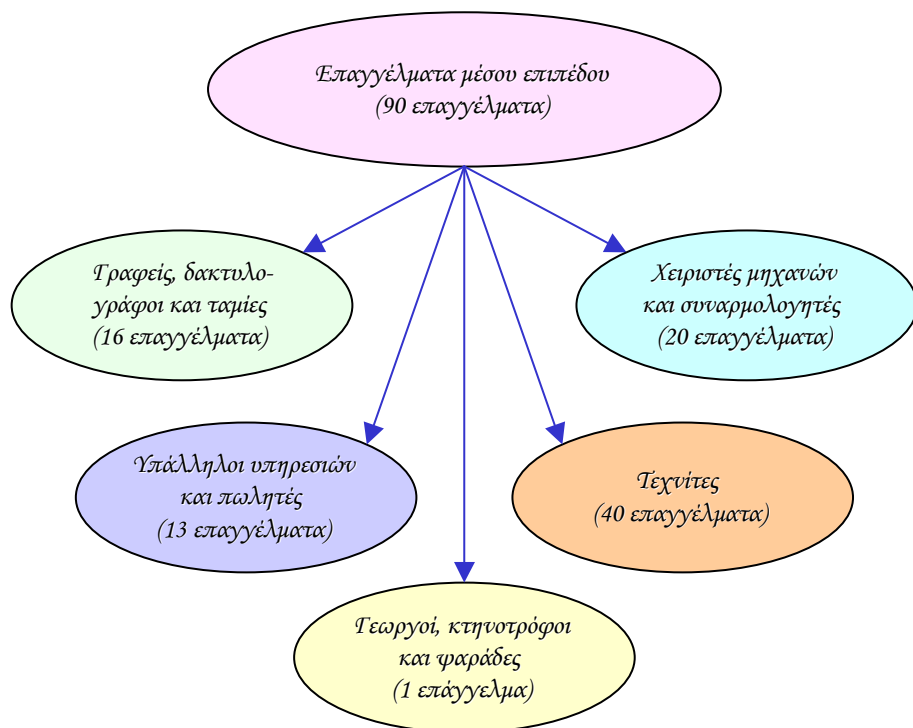 Επαγγέλματα μέσου επιπέδου
(90 επαγγέλματα)
Γραφείς, δακτυλο-
γράφοι και ταμίες
(16 επαγγέλματα)
Χειριστές μηχανών
και συναρμολογητές
(20 επαγγέλματα)
Υπάλληλοι υπηρεσιών
και πωλητές
(13 επαγγέλματα)
Τεχνίτες
(40 επαγγέλματα)
Γεωργοί, κτηνοτρόφοι
και ψαράδες
(1 επάγγελμα)